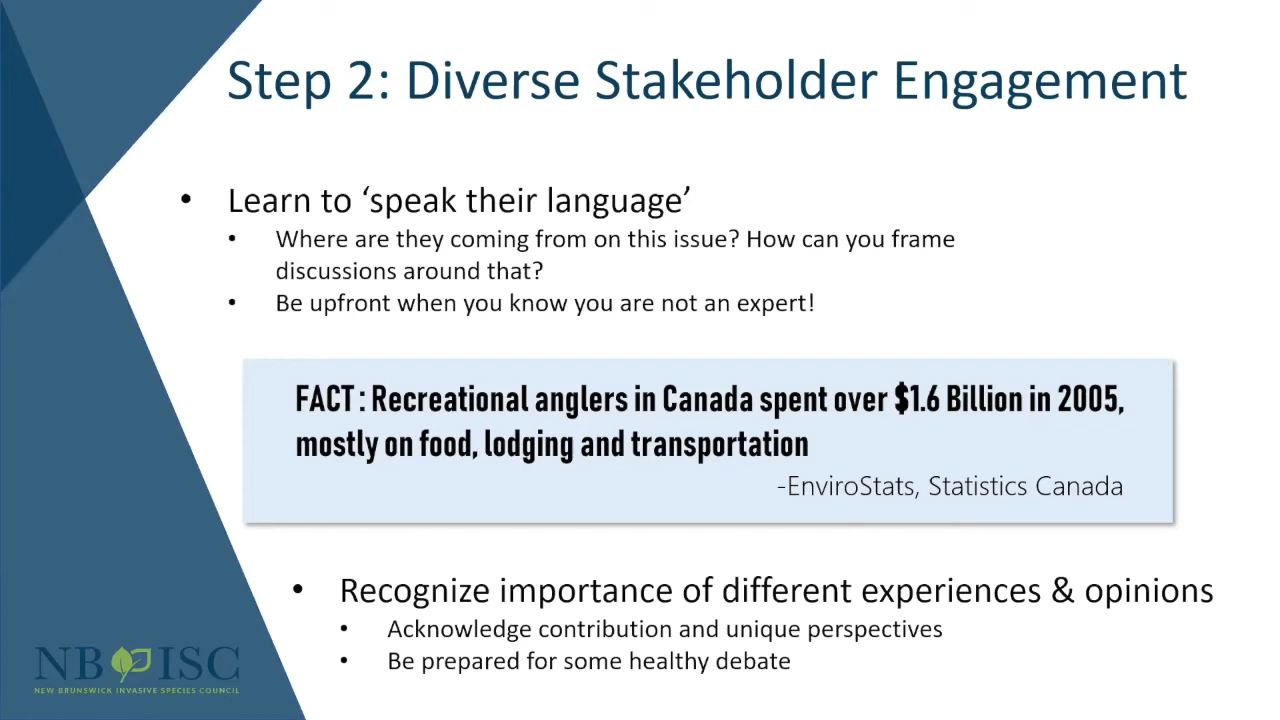 Step 2: Diverse Stakeholder Engagement
• Learn to ‘speak their language’
• Where are they coming from on this issue? How can you frame
discussions around that?
• Be upfront when you know you are not an expert!
FACT: Recreational anglers in Canada spent over $1.6 Billion in 2005,
mostly on food, lodging and transportation
-EnviroStats, Statistics Canada
• Recognize importance of different experiences & opinions
• Acknowledge contribution and unique perspectives
• Be prepared for some healthy debate
NB ISC
NEW BRUNSWICK INVASIVE SPECIES COUNCIL